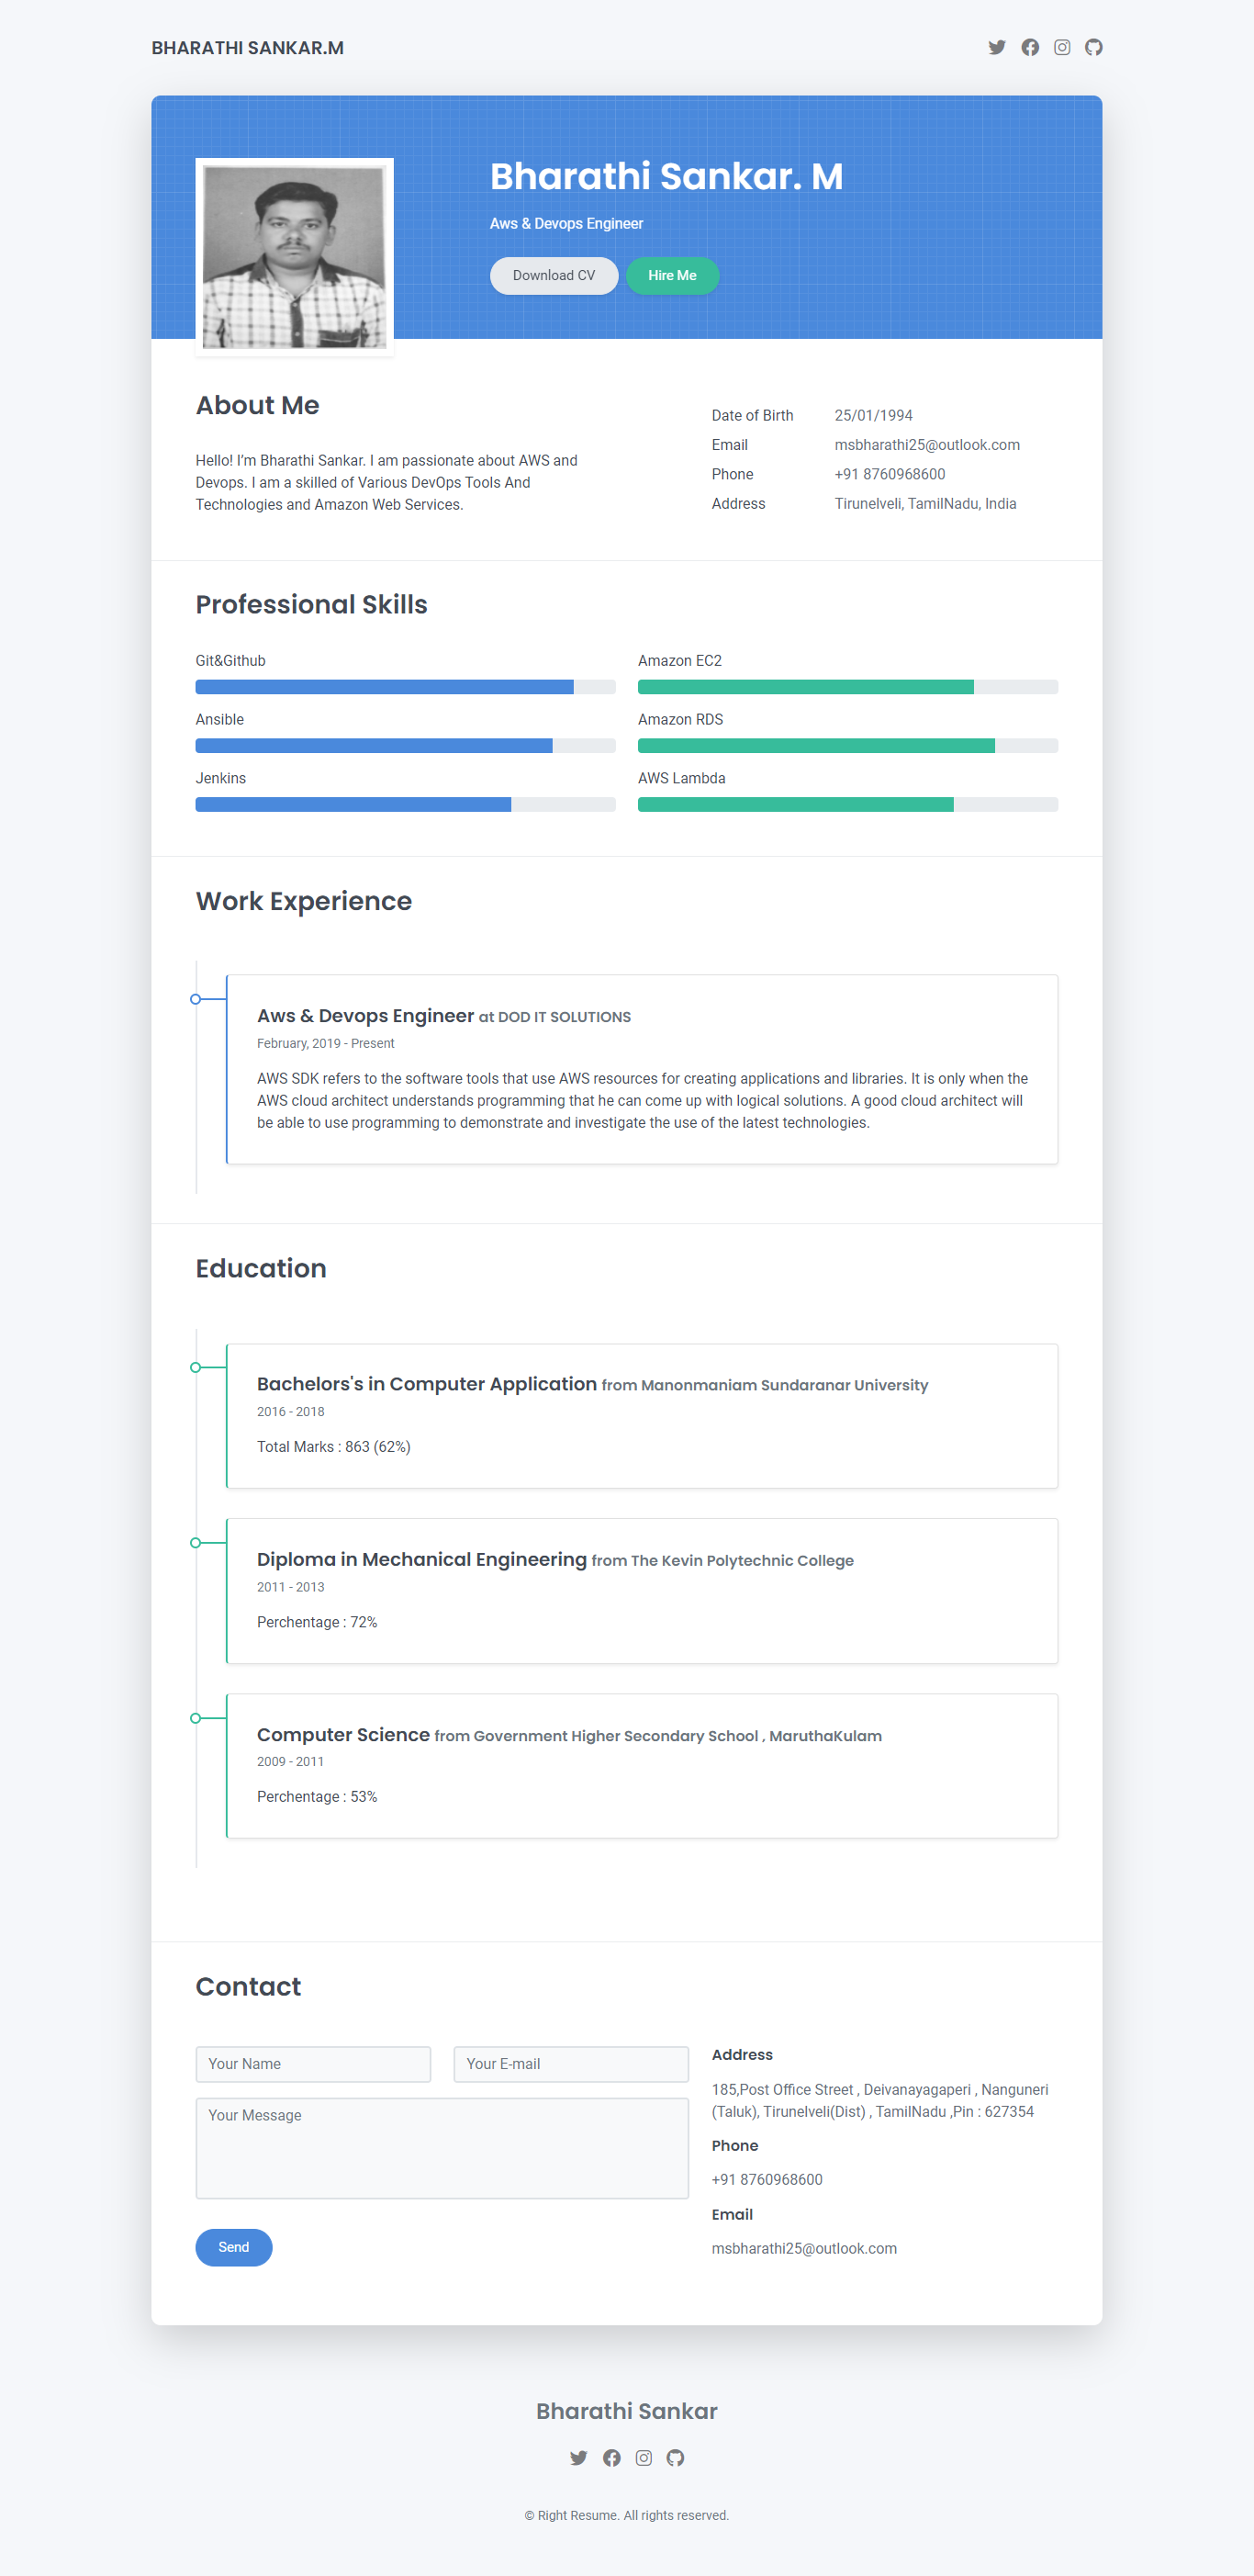 BHARATHI SANKAR.M
Bharathi Sankar. M
Aws & Devops Engineer
Download CV
Hire Me
About Me
Hello! I’m Bharathi Sankar. I am passionate about AWS and
Devops. I am a skilled of Various DevOps Tools And
Technologies and Amazon Web Services.
Date of Birth 25/01/1994
Email msbharathi25@outlook.com
Phone +91 8760968600
Address Tirunelveli, TamilNadu, India
Professional Skills
Git&Github
Ansible
Jenkins
Amazon EC2
Amazon RDS
AWS Lambda
Work Experience
Aws & Devops Engineer at DOD IT SOLUTIONS
February, 2019 - Present
AWS SDK refers to the software tools that use AWS resources for creating applications and libraries. It is only when the
AWS cloud architect understands programming that he can come up with logical solutions. A good cloud architect will
be able to use programming to demonstrate and investigate the use of the latest technologies.
Education
Bachelors's in Computer Application from Manonmaniam Sundaranar University
2016 - 2018
Total Marks : 863 (62%)
Diploma in Mechanical Engineering from The Kevin Polytechnic College
2011 - 2013
Perchentage : 72%
Computer Science from Government Higher Secondary School , MaruthaKulam
2009 - 2011
Perchentage : 53%
Contact
Your Name
Your E-mail
Your Message
Send
Address
185,Post Office Street , Deivanayagaperi , Nanguneri
(Taluk), Tirunelveli(Dist) , TamilNadu ,Pin : 627354
Phone
+91 8760968600
Email
msbharathi25@outlook.com
Bharathi Sankar
© Right Resume. All rights reserved.